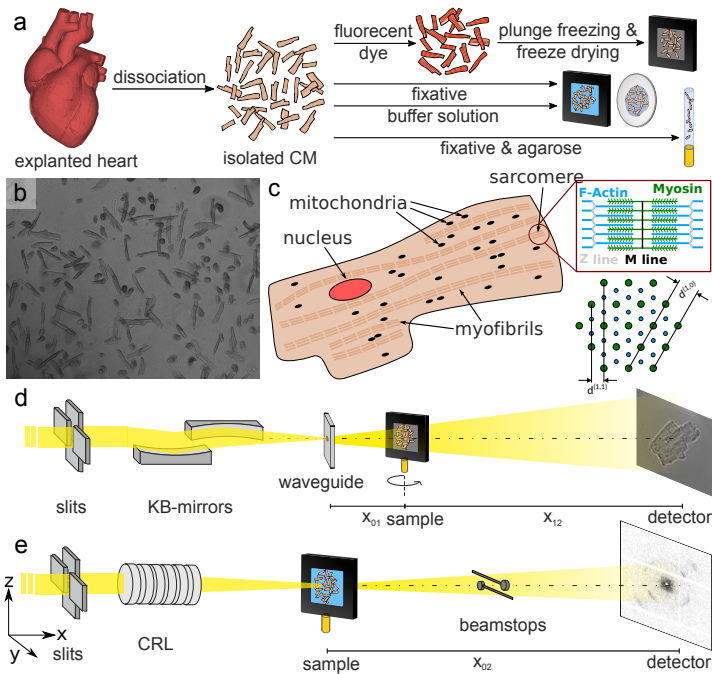 a
explanted heart
dissociation
isolated CM
fluorecent
dye
plunge freezing &
freeze drying
fixative
buffer solution
fixative & agarose
b
c
mitochondria
nucleus
sarcomere
myofibrils
F-Actin Myosin
Z line M line
d(1,0)
d(1,1)
d
slits
KB-mirrors
waveguide
x01 sample x12 detector
e
z
x
y
slits
CRL
sample
beamstops
x02
detector